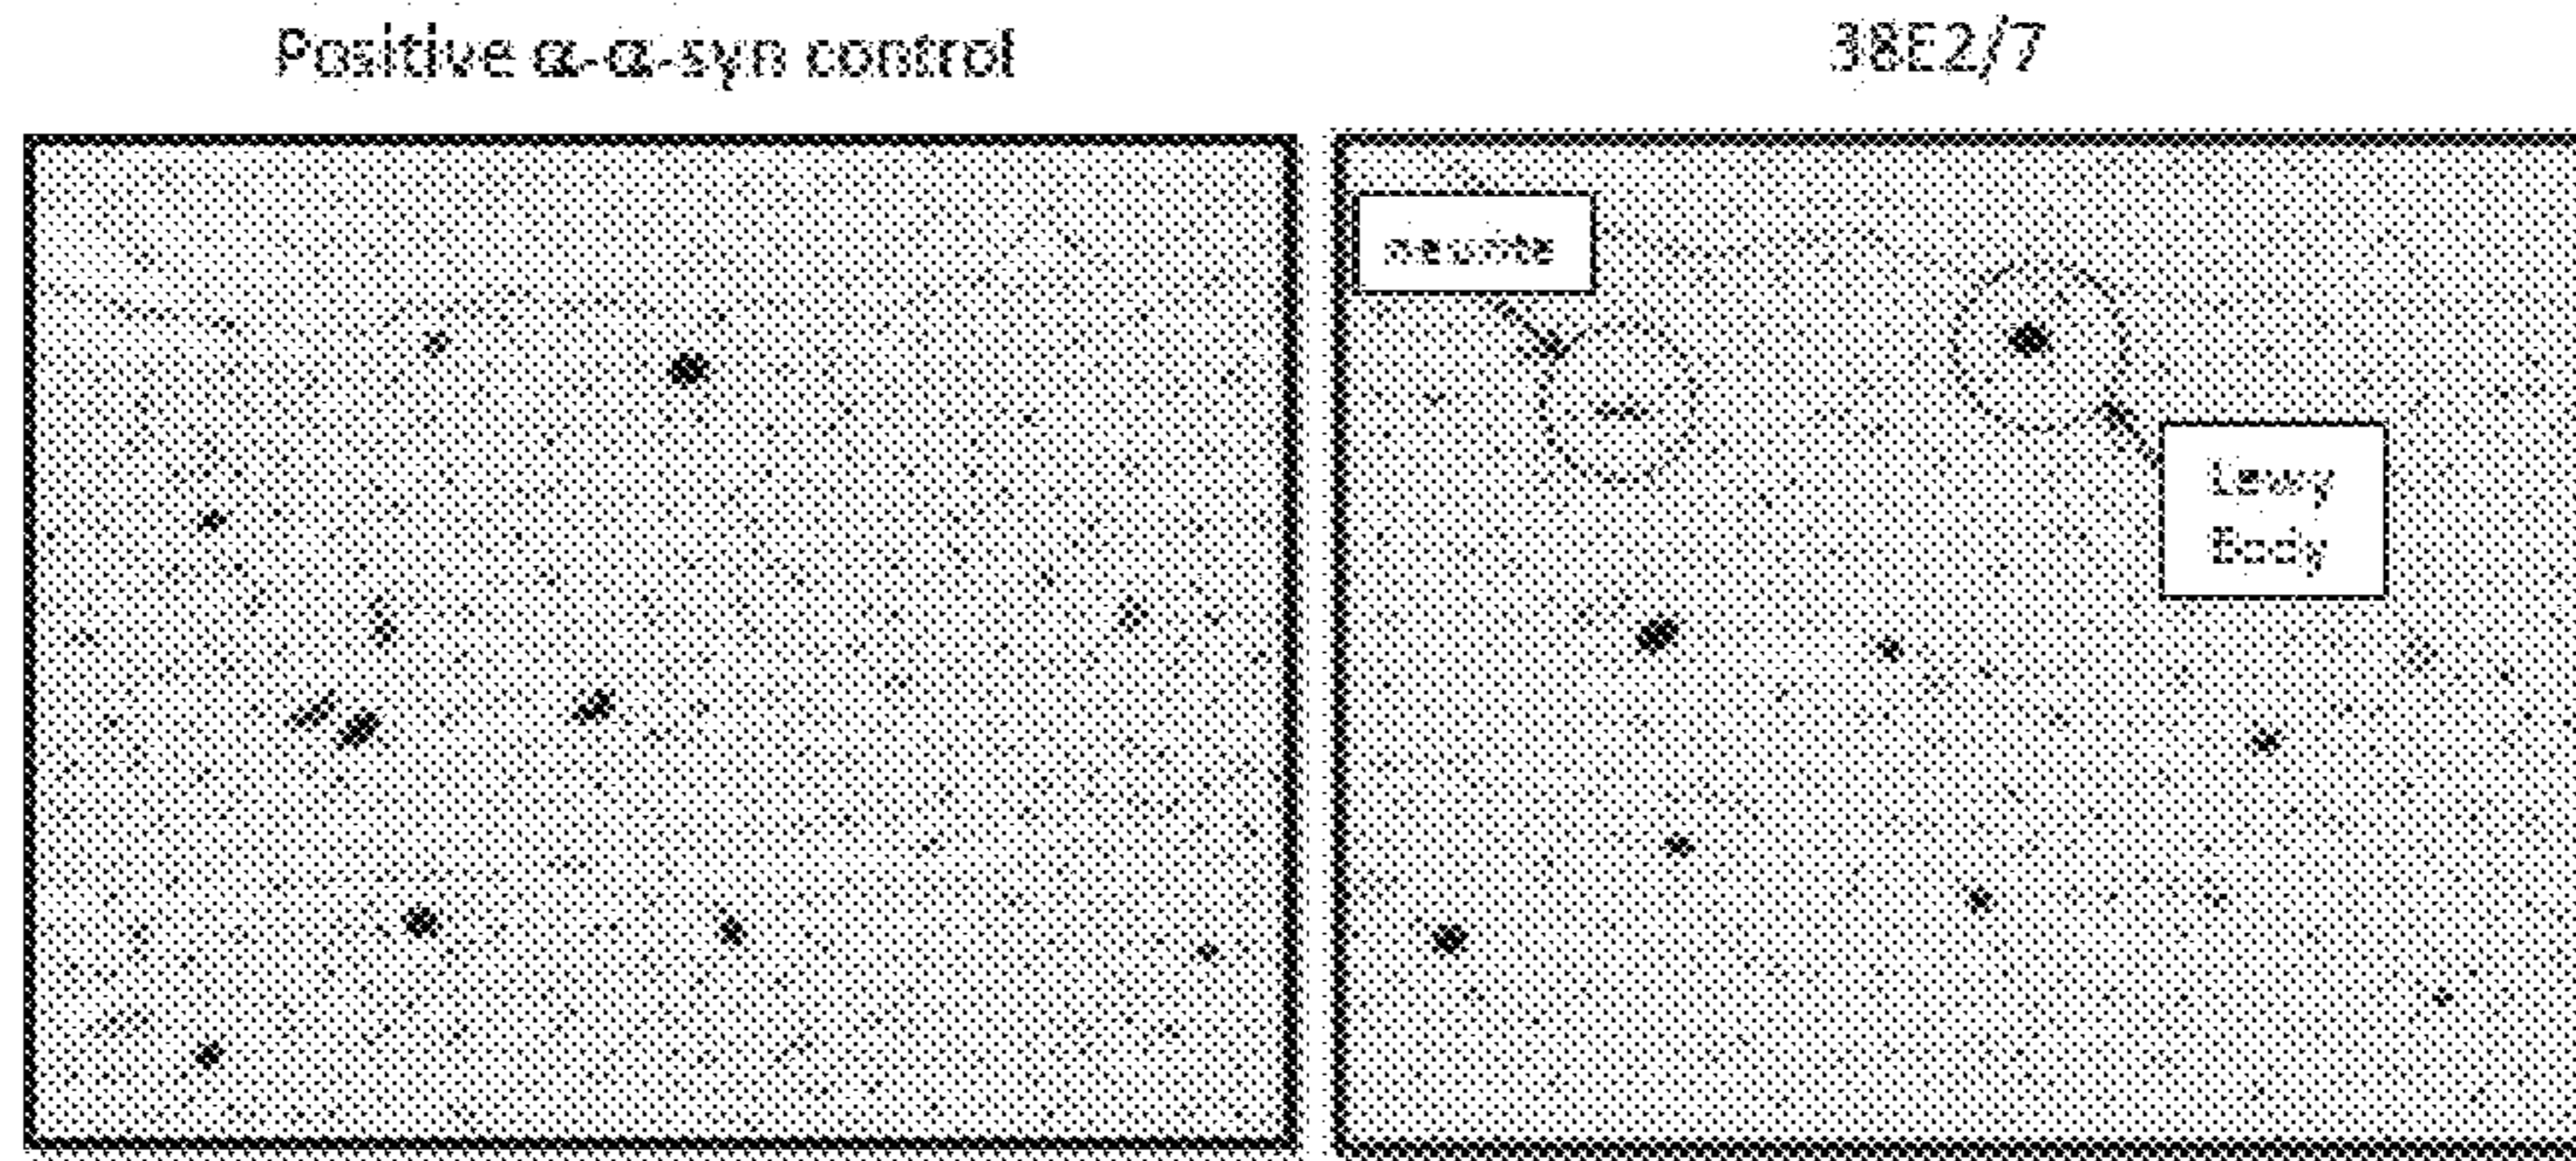 Positive α-α-syn control
38E2/7
neurite
Lewy
Body